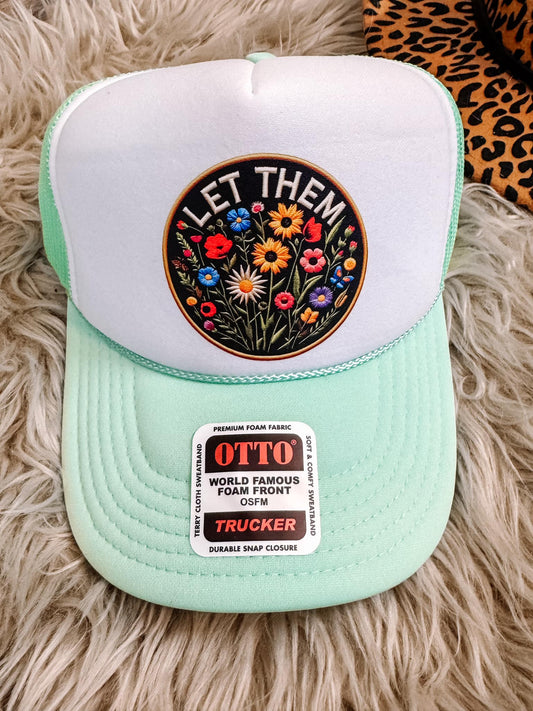 LET THEM
PREMIUM FOAM FABRIC
TERRY CLOTH SWEATBAND
OTTO®
WORLD FAMOUS
FOAM FRONT
OSFM
TRUCKER
SOFT & COMFY SWEATBAND
DURABLE SNAP CLOSURE